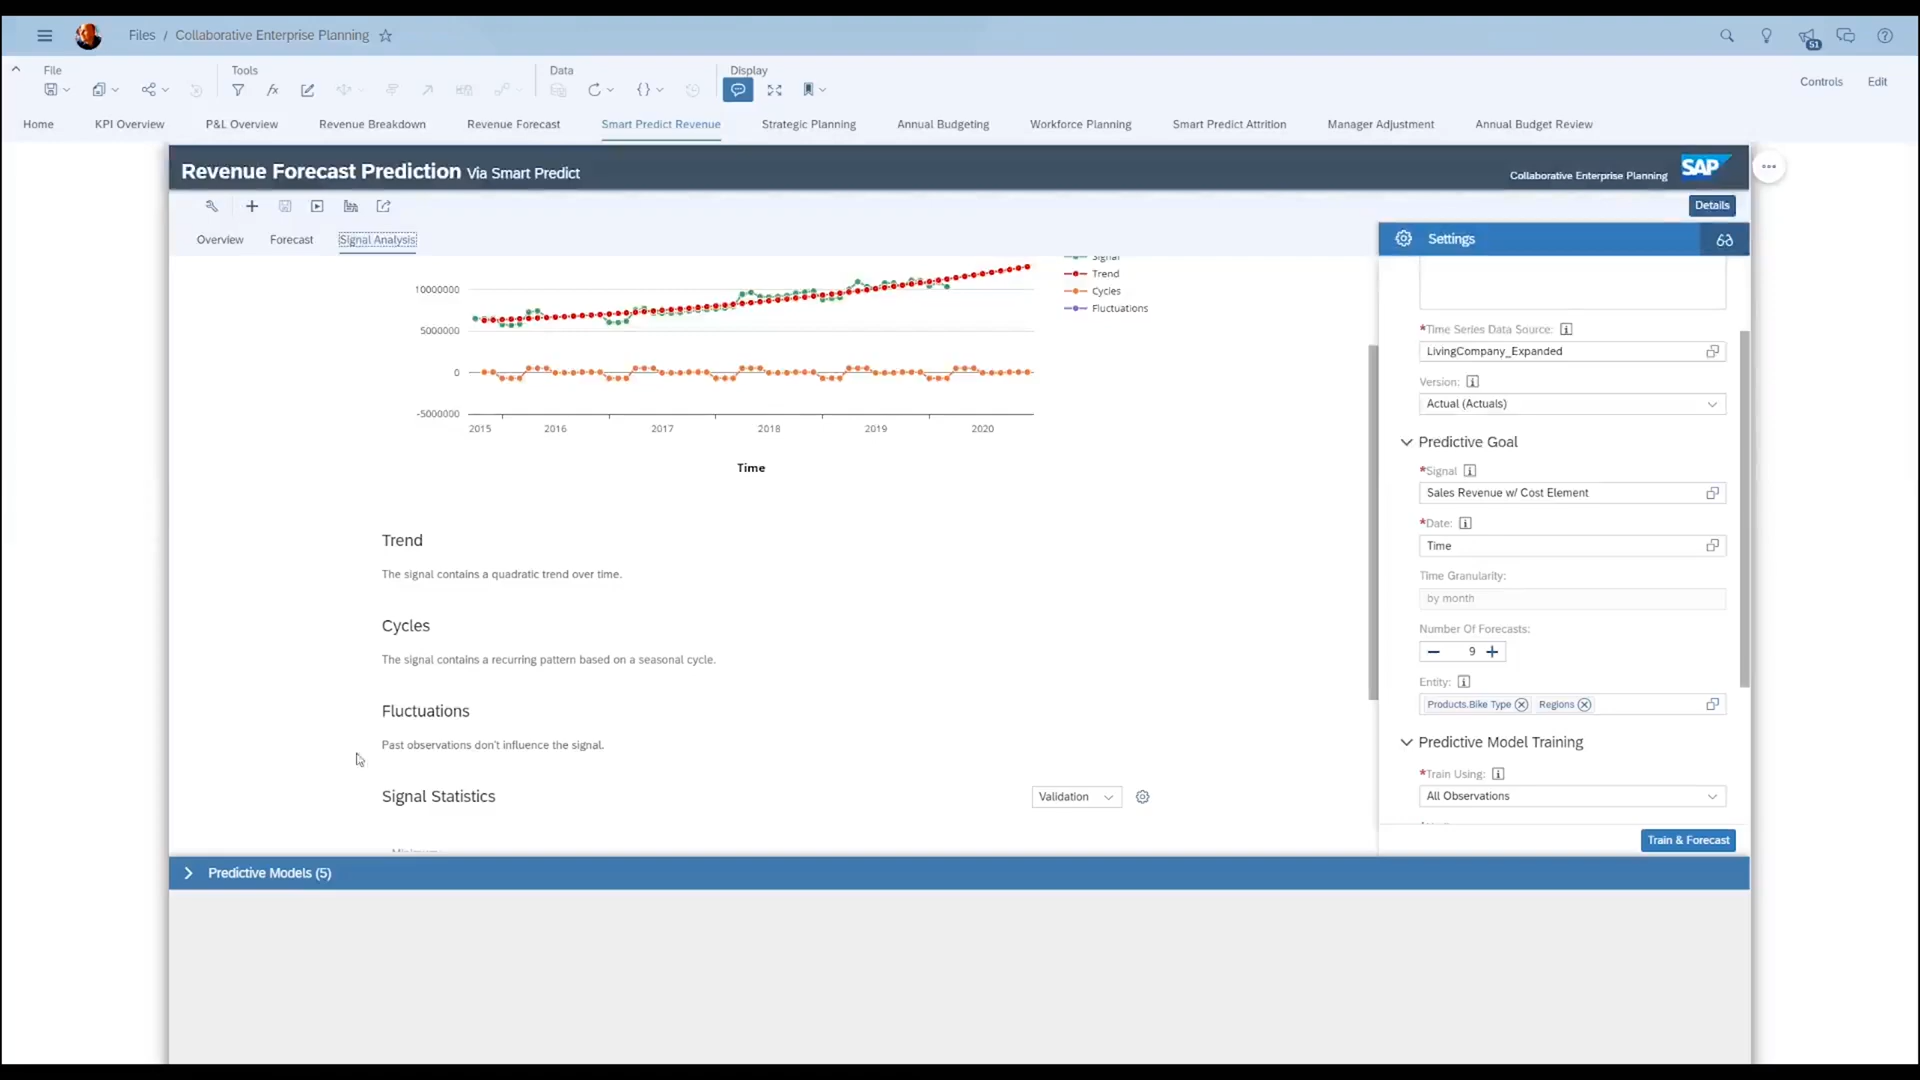 Files / Collaborative Enterprise Planning
51
File
Tools
Data
Display
Controls
Edit
Home
KPI Overview
P&L Overview
Revenue Breakdown
Revenue Forecast
Smart Predict Revenue
Strategic Planning
Annual Budgeting
Workforce Planning
Smart Predict Attrition
Manager Adjustment
Annual Budget Review
Revenue Forecast Prediction Via Smart Predict
Collaborative Enterprise Planning
SAP
Details
Overview
Forecast
Signal Analysis
Settings
Signal
Trend
Cycles
Fluctuations
10000000
5000000
0
-5000000
2015
2016
2017
2018
2019
2020
Time
Trend
The signal contains a quadratic trend over time.
Cycles
The signal contains a recurring pattern based on a seasonal cycle.
Fluctuations
Past observations don't influence the signal.
Signal Statistics
Validation
Minimum
*Time Series Data Source:
LivingCompany_Expanded
Version:
Actual (Actuals)
Predictive Goal
*Signal
Sales Revenue w/ Cost Element
*Date:
Time
Time Granularity:
by month
Number Of Forecasts:
9
Entity:
Products.Bike Type
Regions
Predictive Model Training
*Train Using:
All Observations
Train & Forecast
Predictive Models (5)